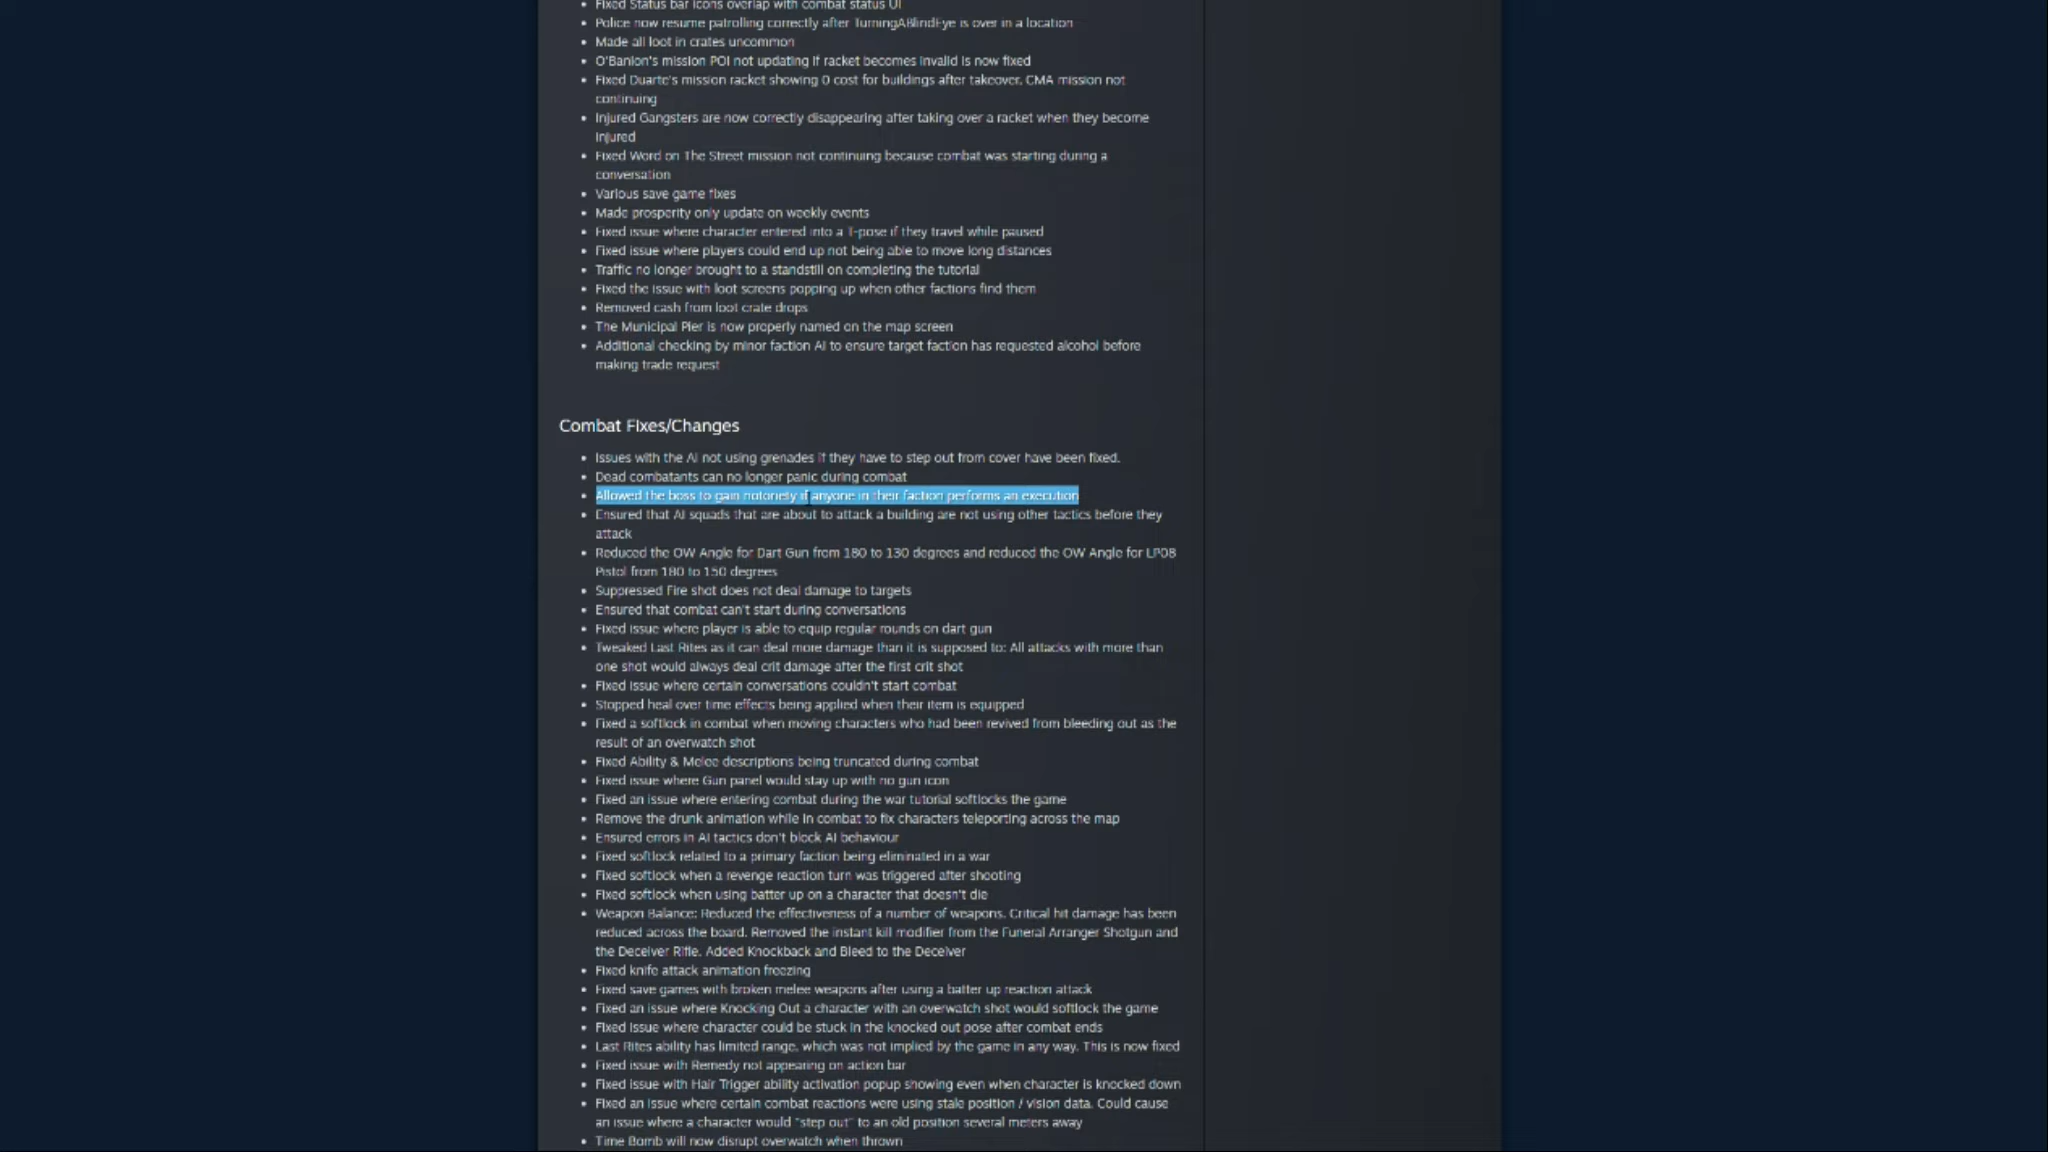 Fixed Status bar icons overlap with combat status UI
Police now resume patrolling correctly after TurningABlindEye is over in a location
Made all loot in crates uncommon
O'Banion's mission POI not updating if racket becomes invalid is now fixed
Fixed Duarte's mission racket showing 0 cost for buildings after takeover. CMA mission not
continuing
Injured Gangsters are now correctly disappearing after taking over a racket when they become
injured
Fixed Word on The Street mission not continuing because combat was starting during a
conversation
Various save game fixes
Made prosperity only update on weekly events
Fixed issue where character entered into a T-pose if they travel while paused
Fixed issue where players could end up not being able to move long distances
Traffic no longer brought to a standstill on completing the tutorial
Fixed the issue with loot screens popping up when other factions find them
Removed cash from loot crate drops
The Municipal Pier is now properly named on the map screen
Additional checking by minor faction AI to ensure target faction has requested alcohol before
making trade request
Combat Fixes/Changes
Issues with the AI not using grenades if they have to step out from cover have been fixed.
Dead combatants can no longer panic during combat
Allowed the boss to gain notoriety if anyone in their faction performs an execution
Ensured that AI squads that are about to attack a building are not using other tactics before they
attack
Reduced the OW Angle for Dart Gun from 180 to 130 degrees and reduced the OW Angle for LP08
Pistol from 180 to 150 degrees
Suppressed Fire shot does not deal damage to targets
Ensured that combat can't start during conversations
Fixed issue where player is able to equip regular rounds on dart gun
Tweaked Last Rites as it can deal more damage than it is supposed to: All attacks with more than
one shot would always deal crit damage after the first crit shot
Fixed issue where certain conversations couldn't start combat
Stopped heal over time effects being applied when their item is equipped
Fixed a softlock in combat when moving characters who had been revived from bleeding out as the
result of an overwatch shot
Fixed Ability & Melee descriptions being truncated during combat
Fixed issue where Gun panel would stay up with no gun icon
Fixed an issue where entering combat during the war tutorial softlocks the game
Remove the drunk animation while in combat to fix characters teleporting across the map
Ensured errors in AI tactics don't block AI behaviour
Fixed softlock related to a primary faction being eliminated in a war
Fixed softlock when a revenge reaction turn was triggered after shooting
Fixed softlock when using batter up on a character that doesn't die
Weapon Balance: Reduced the effectiveness of a number of weapons. Critical hit damage has been
reduced across the board. Removed the instant kill modifier from the Funeral Arranger Shotgun and
the Deceiver Rifle. Added Knockback and Bleed to the Deceiver
Fixed knife attack animation freezing
Fixed save games with broken melee weapons after using a batter up reaction attack
Fixed an issue where Knocking Out a character with an overwatch shot would softlock the game
Fixed issue where character could be stuck in the knocked out pose after combat ends
Last Rites ability has limited range, which was not implied by the game in any way. This is now fixed
Fixed issue with Remedy not appearing on action bar
Fixed issue with Hair Trigger ability activation popup showing even when character is knocked down
Fixed an issue where certain combat reactions were using stale position / vision data. Could cause
an issue where a character would "step out" to an old position several meters away
Time Bomb will now disrupt overwatch when thrown